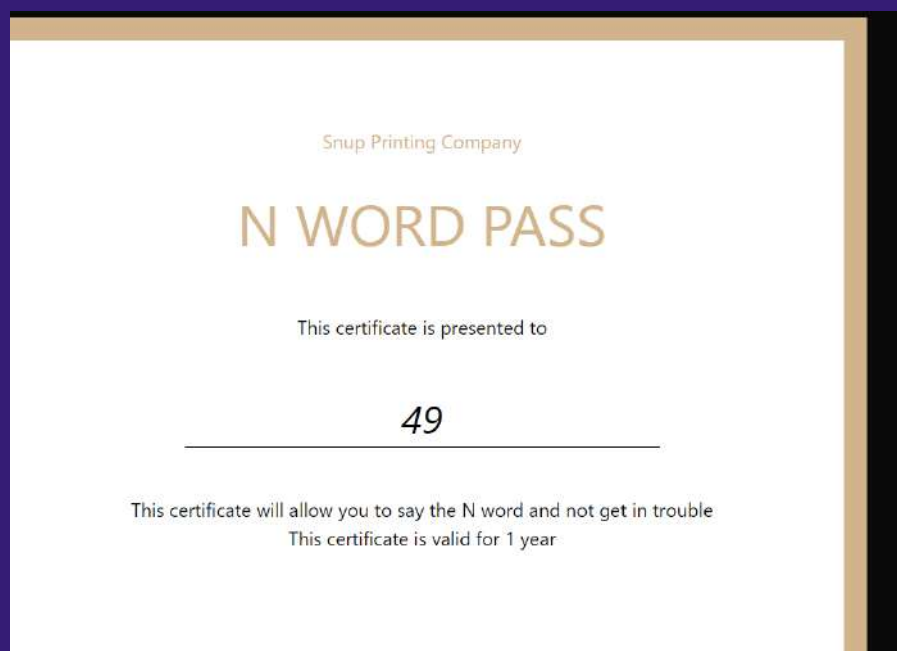 Snup Printing Company
N WORD PASS
This certificate is presented to
49
This certificate will allow you to say the N word and not get in trouble
This certificate is valid for 1 year